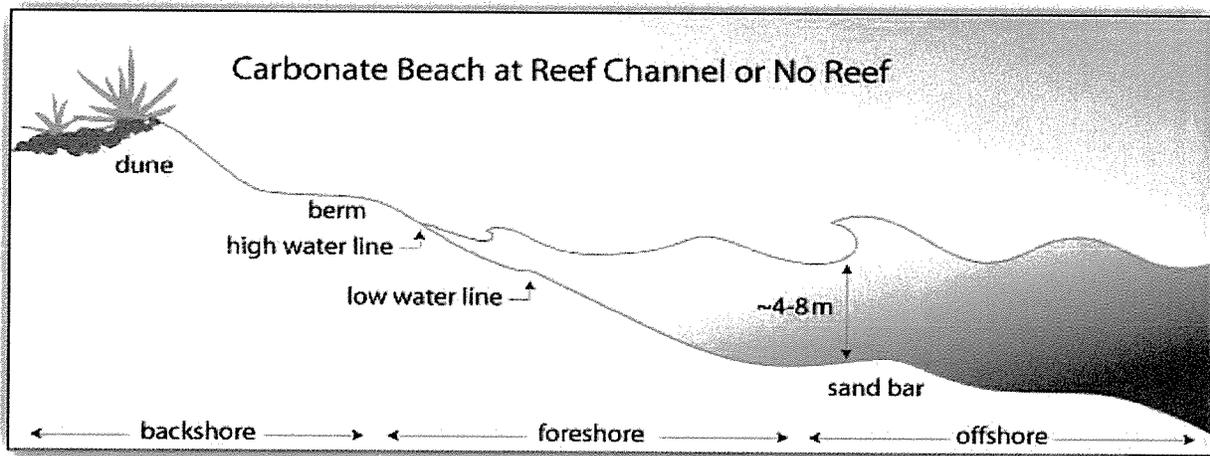 Carbonate Beach at Reef Channel or No Reef
dune
berm
high water line
low water line
~4-8 m
sand bar
backshore
foreshore
offshore